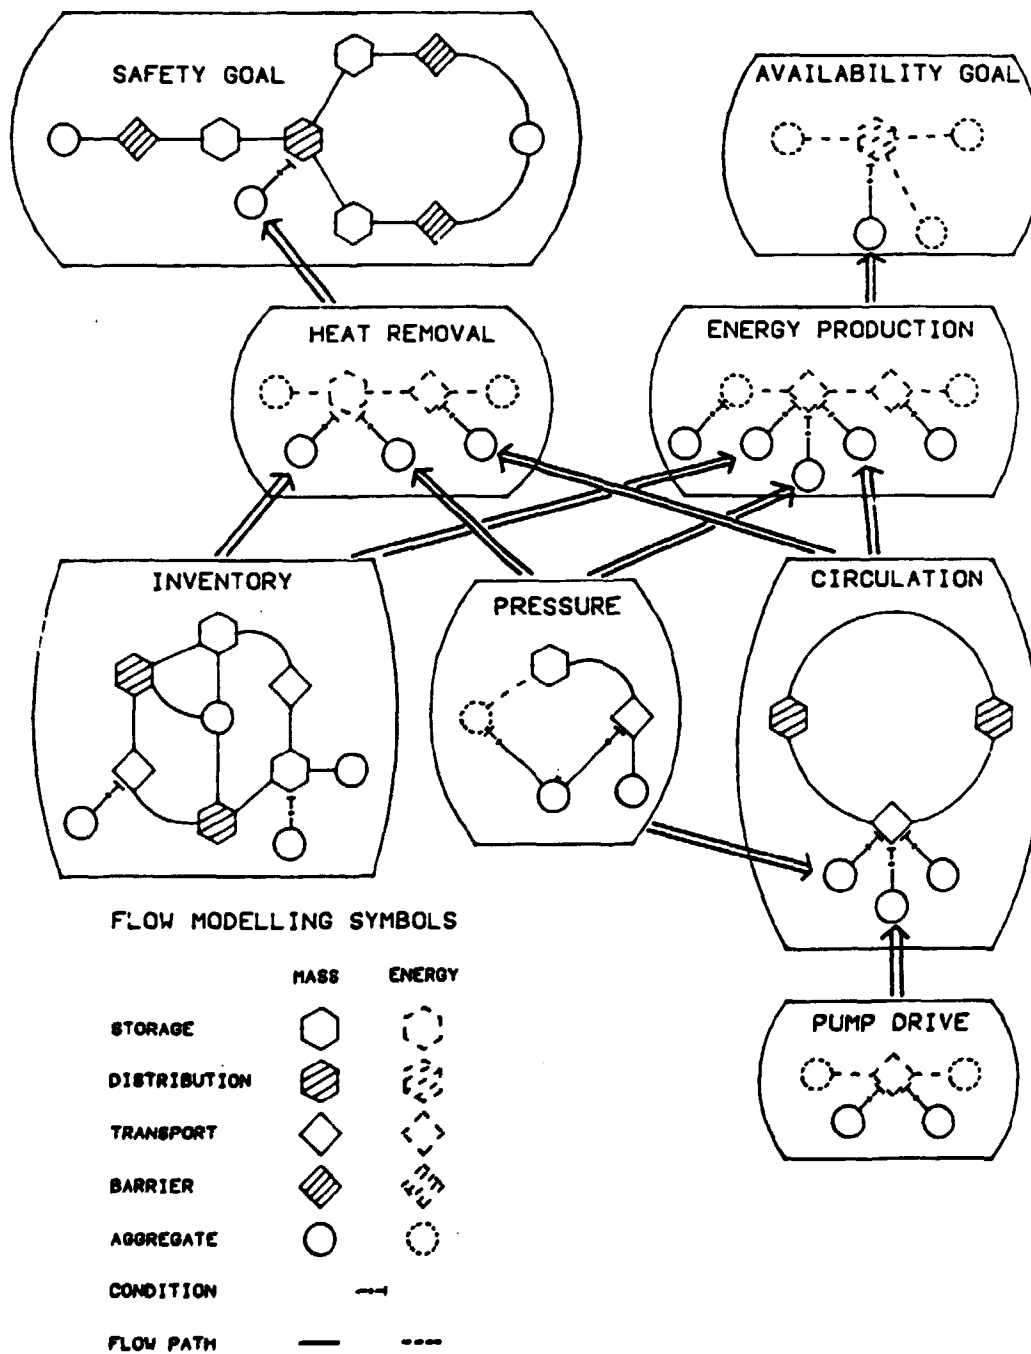 SAFETY GOAL
AVAILABILITY GOAL
HEAT REMOVAL
ENERGY PRODUCTION
INVENTORY
PRESSURE
CIRCULATION
PUMP DRIVE
FLOW MODELLING SYMBOLS
MASS ENERGY
STORAGE
DISTRIBUTION
TRANSPORT
BARRIER
AGGREGATE
CONDITION
FLOW PATH